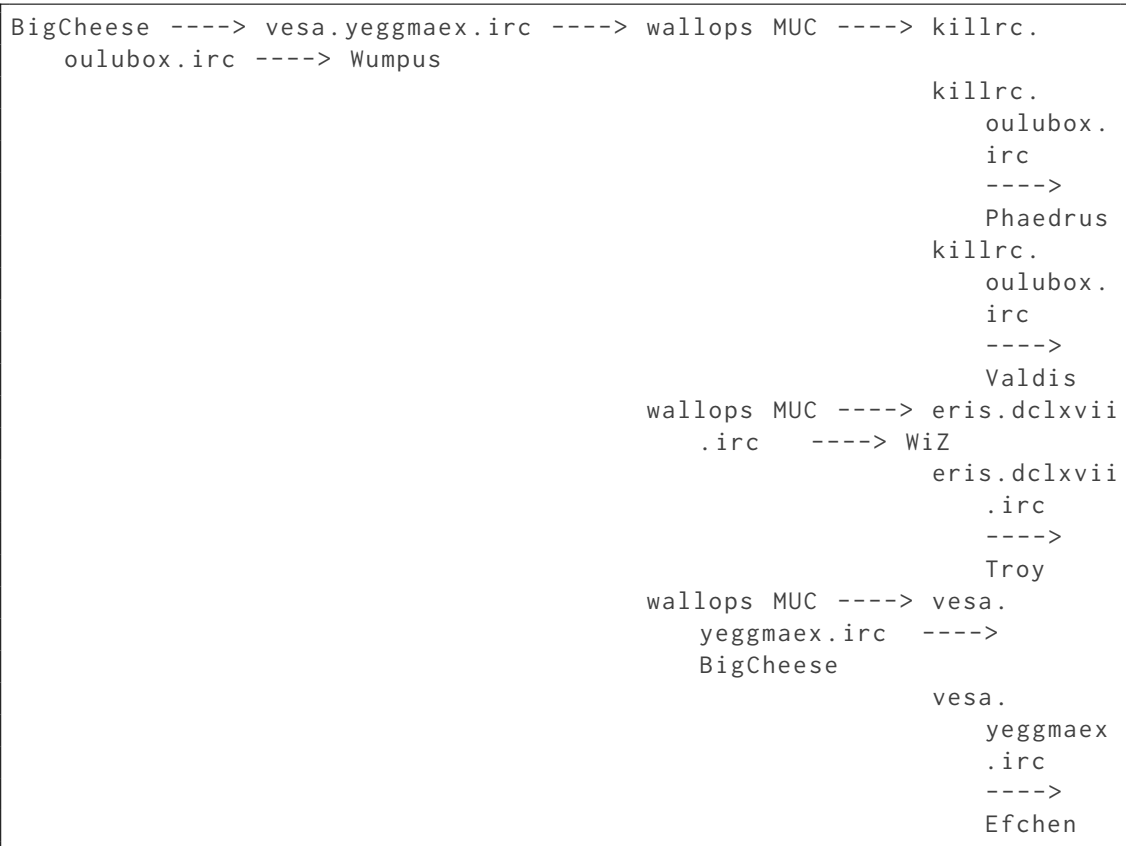 BigCheese ----> vesa.yeggmaex.irc ----> wallops MUC ----> killrc.
oulubox.irc ----> Wumpus
killrc.
oulubox.
irc
---->
Phaedrus
killrc.
oulubox.
irc
---->
Valdis
wallops MUC ----> eris.dclxvii
.irc ----> WiZ
eris.dclxvii
.irc
---->
Troy
wallops MUC ----> vesa.
yeggmaex.irc ---->
BigCheese
vesa.
yeggmaex
.irc
---->
Efchen